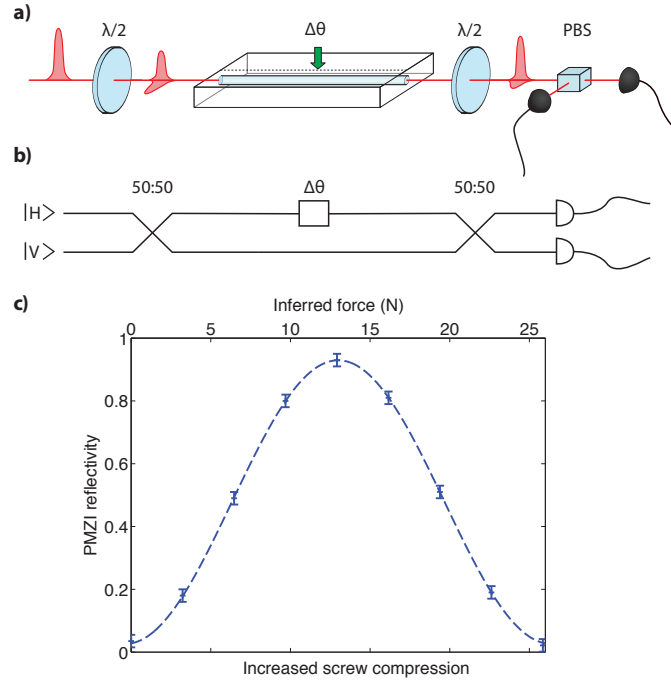 a)
λ/2 Δθ λ/2 PBS
b)
50:50 Δθ 50:50
|H>
|V>
c)
Inferred force (N)
0 5 10 15 20 25
1
0.8
0.6
0.4
0.2
0
PMZI reflectivity
Increased screw compression